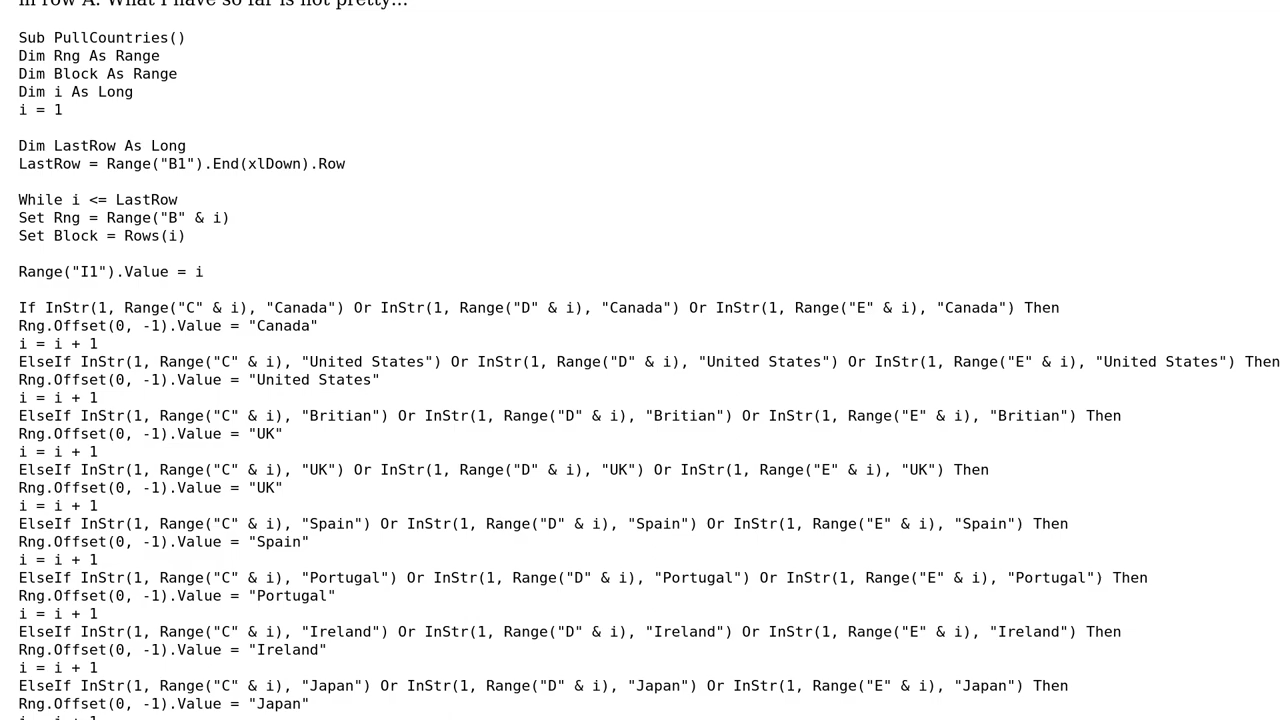 in row A. What I have so far is not pretty...
Sub PullCountries()
Dim Rng As Range
Dim Block As Range
Dim i As Long
i = 1
Dim LastRow As Long
LastRow = Range("B1").End(xlDown).Row
While i <= LastRow
Set Rng = Range("B" & i)
Set Block = Rows(i)
Range("I1").Value = i
If InStr(1, Range("C" & i), "Canada") Or InStr(1, Range("D" & i), "Canada") Or InStr(1, Range("E" & i), "Canada") Then
Rng.Offset(0, -1).Value = "Canada"
i = i + 1
ElseIf InStr(1, Range("C" & i), "United States") Or InStr(1, Range("D" & i), "United States") Or InStr(1, Range("E" & i), "United States") Then
Rng.Offset(0, -1).Value = "United States"
i = i + 1
ElseIf InStr(1, Range("C" & i), "Britian") Or InStr(1, Range("D" & i), "Britian") Or InStr(1, Range("E" & i), "Britian") Then
Rng.Offset(0, -1).Value = "UK"
i = i + 1
ElseIf InStr(1, Range("C" & i), "UK") Or InStr(1, Range("D" & i), "UK") Or InStr(1, Range("E" & i), "UK") Then
Rng.Offset(0, -1).Value = "UK"
i = i + 1
ElseIf InStr(1, Range("C" & i), "Spain") Or InStr(1, Range("D" & i), "Spain") Or InStr(1, Range("E" & i), "Spain") Then
Rng.Offset(0, -1).Value = "Spain"
i = i + 1
ElseIf InStr(1, Range("C" & i), "Portugal") Or InStr(1, Range("D" & i), "Portugal") Or InStr(1, Range("E" & i), "Portugal") Then
Rng.Offset(0, -1).Value = "Portugal"
i = i + 1
ElseIf InStr(1, Range("C" & i), "Ireland") Or InStr(1, Range("D" & i), "Ireland") Or InStr(1, Range("E" & i), "Ireland") Then
Rng.Offset(0, -1).Value = "Ireland"
i = i + 1
ElseIf InStr(1, Range("C" & i), "Japan") Or InStr(1, Range("D" & i), "Japan") Or InStr(1, Range("E" & i), "Japan") Then
Rng.Offset(0, -1).Value = "Japan"